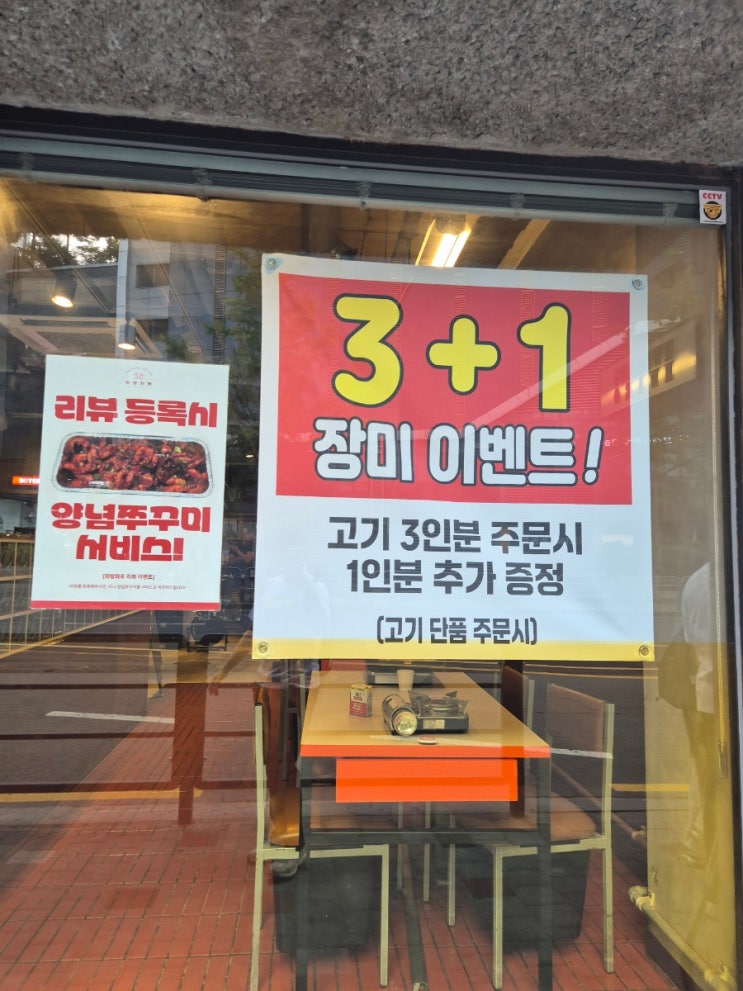 CCTV
3+1
장미 이벤트!
고기 3인분 주문시
1인분 추가 증정
(고기 단품 주문시)
리뷰 등록시
양념쭈꾸미
서비스!